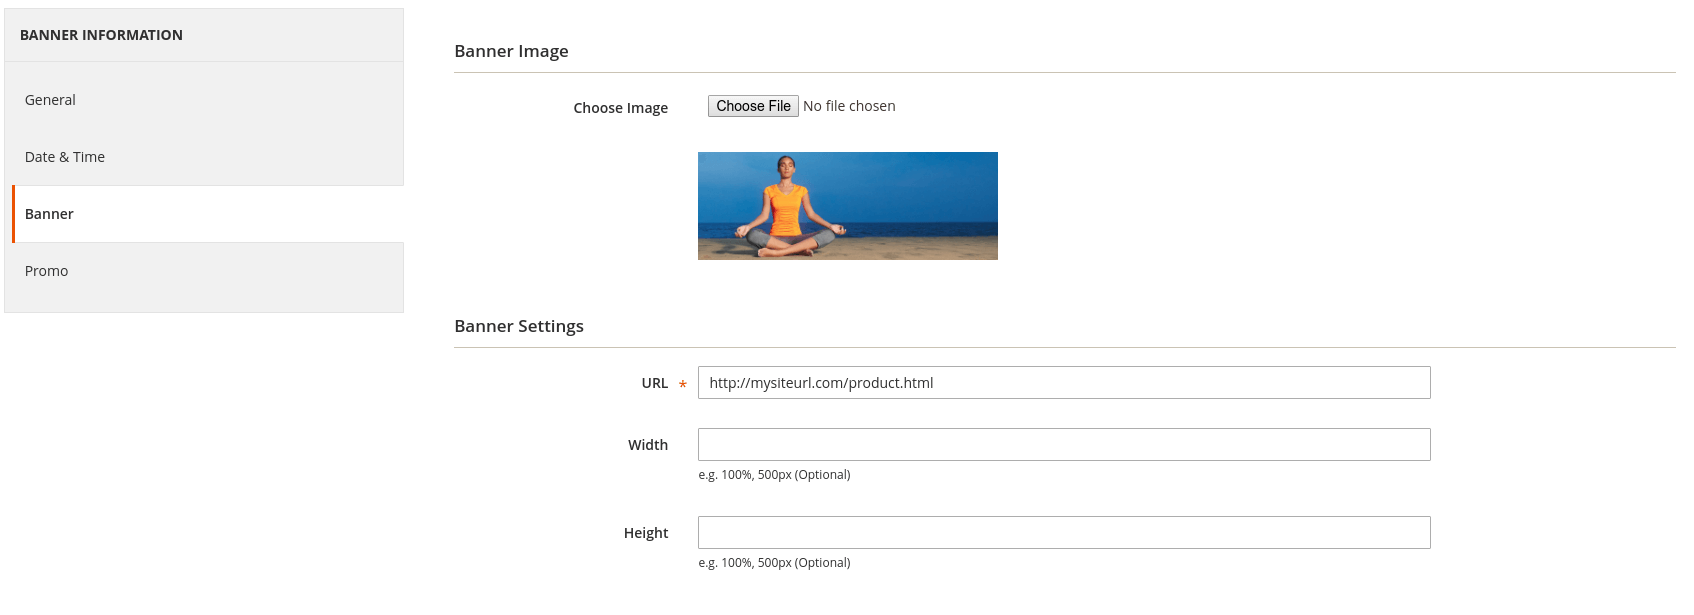 BANNER INFORMATION
General
Date & Time
Banner
Promo
Banner Image
Choose Image
Choose File No file chosen
Banner Settings
URL * http://mysiteurl.com/product.html
Width
e.g. 100%, 500px (Optional)
Height
e.g. 100%, 500px (Optional)